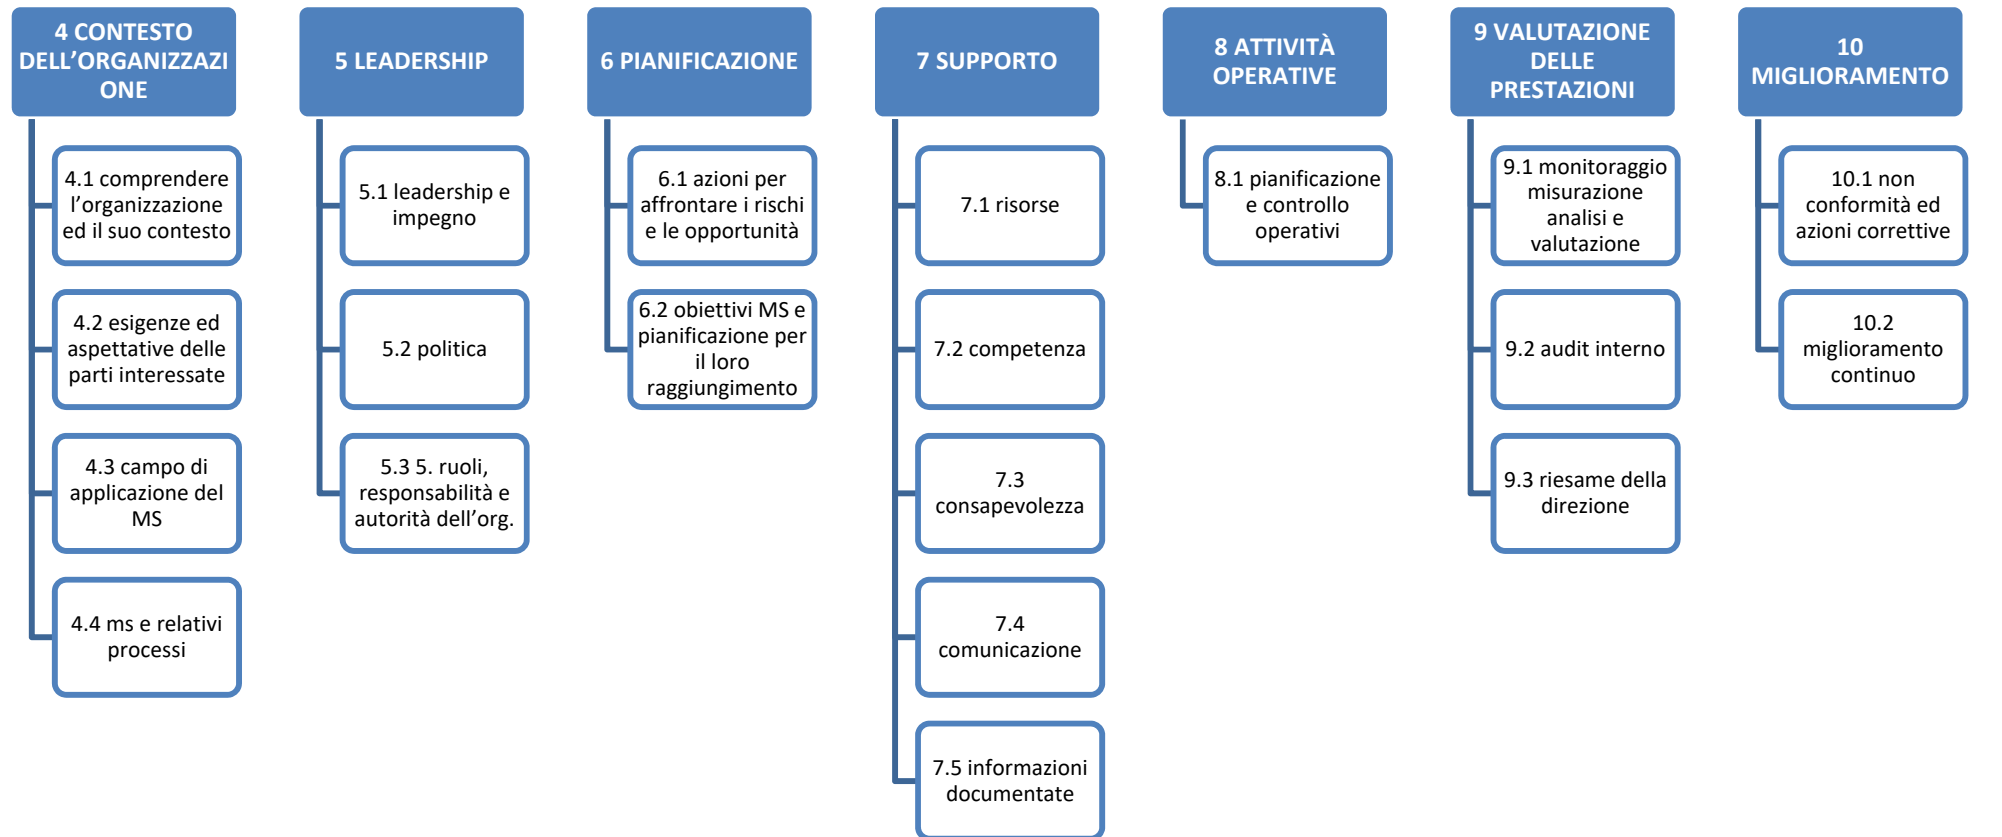 4 CONTESTO
DELL’ORGANIZZAZI
ONE
4.1 comprendere
l’organizzazione
ed il suo contesto
4.2 esigenze ed
aspettative delle
parti interessate
4.3 campo di
applicazione del
MS
4.4 ms e relativi
processi
5 LEADERSHIP
5.1 leadership e
impegno
5.2 politica
5.3 5. ruoli,
responsabilità e
autorità dell’org.
6 PIANIFICAZIONE
6.1 azioni per
affrontare i rischi
e le opportunità
6.2 obiettivi MS e
pianificazione per
il loro
raggiungimento
7 SUPPORTO
7.1 risorse
7.2 competenza
7.3
consapevolezza
7.4
comunicazione
7.5 informazioni
documentate
8 ATTIVITÀ
OPERATIVE
8.1 pianificazione
e controllo
operativi
9 VALUTAZIONE
DELLE
PRESTAZIONI
9.1 monitoraggio
misurazione
analisi e
valutazione
9.2 audit interno
9.3 riesame della
direzione
10
MIGLIORAMENTO
10.1 non
conformità ed
azioni correttive
10.2
miglioramento
continuo